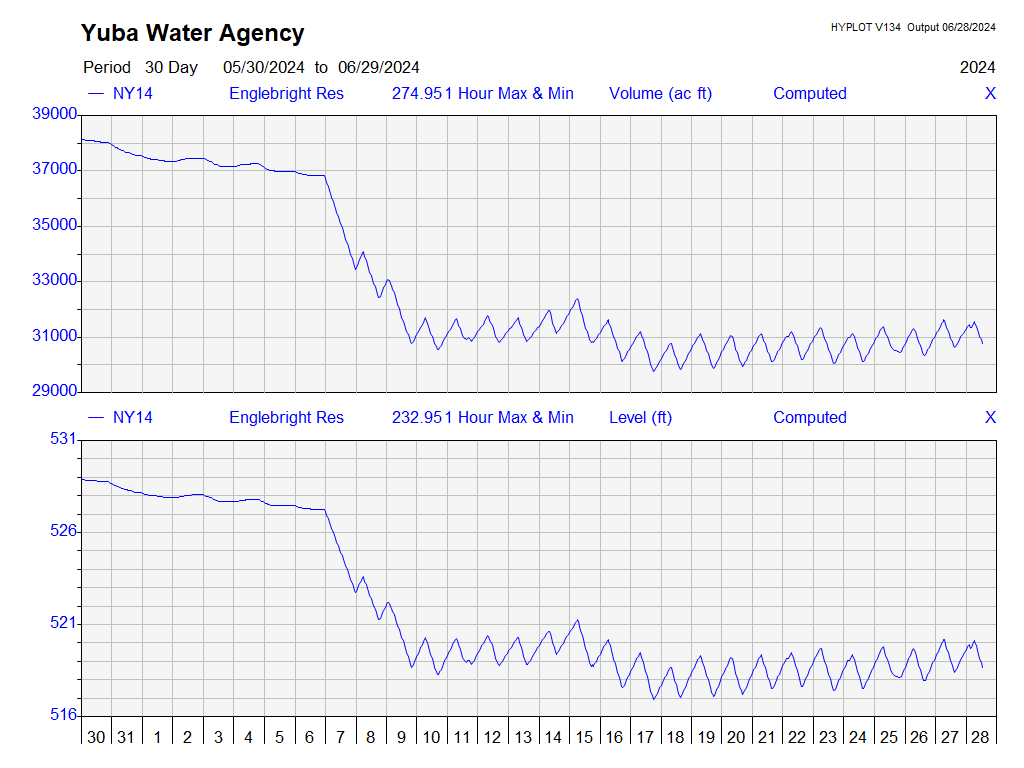 Yuba Water Agency
HYPLOT V134 Output 06/28/2024
Period 30 Day 05/30/2024 to 06/29/2024 2024
NY14 Englebright Res 274.951 Hour Max & Min Volume (ac ft) Computed X
39000
37000
35000
33000
31000
29000
NY14 Englebright Res 232.951 Hour Max & Min Level (ft) Computed X
531
526
521
516
30 31 1 2 3 4 5 6 7 8 9 10 11 12 13 14 15 16 17 18 19 20 21 22 23 24 25 26 27 28